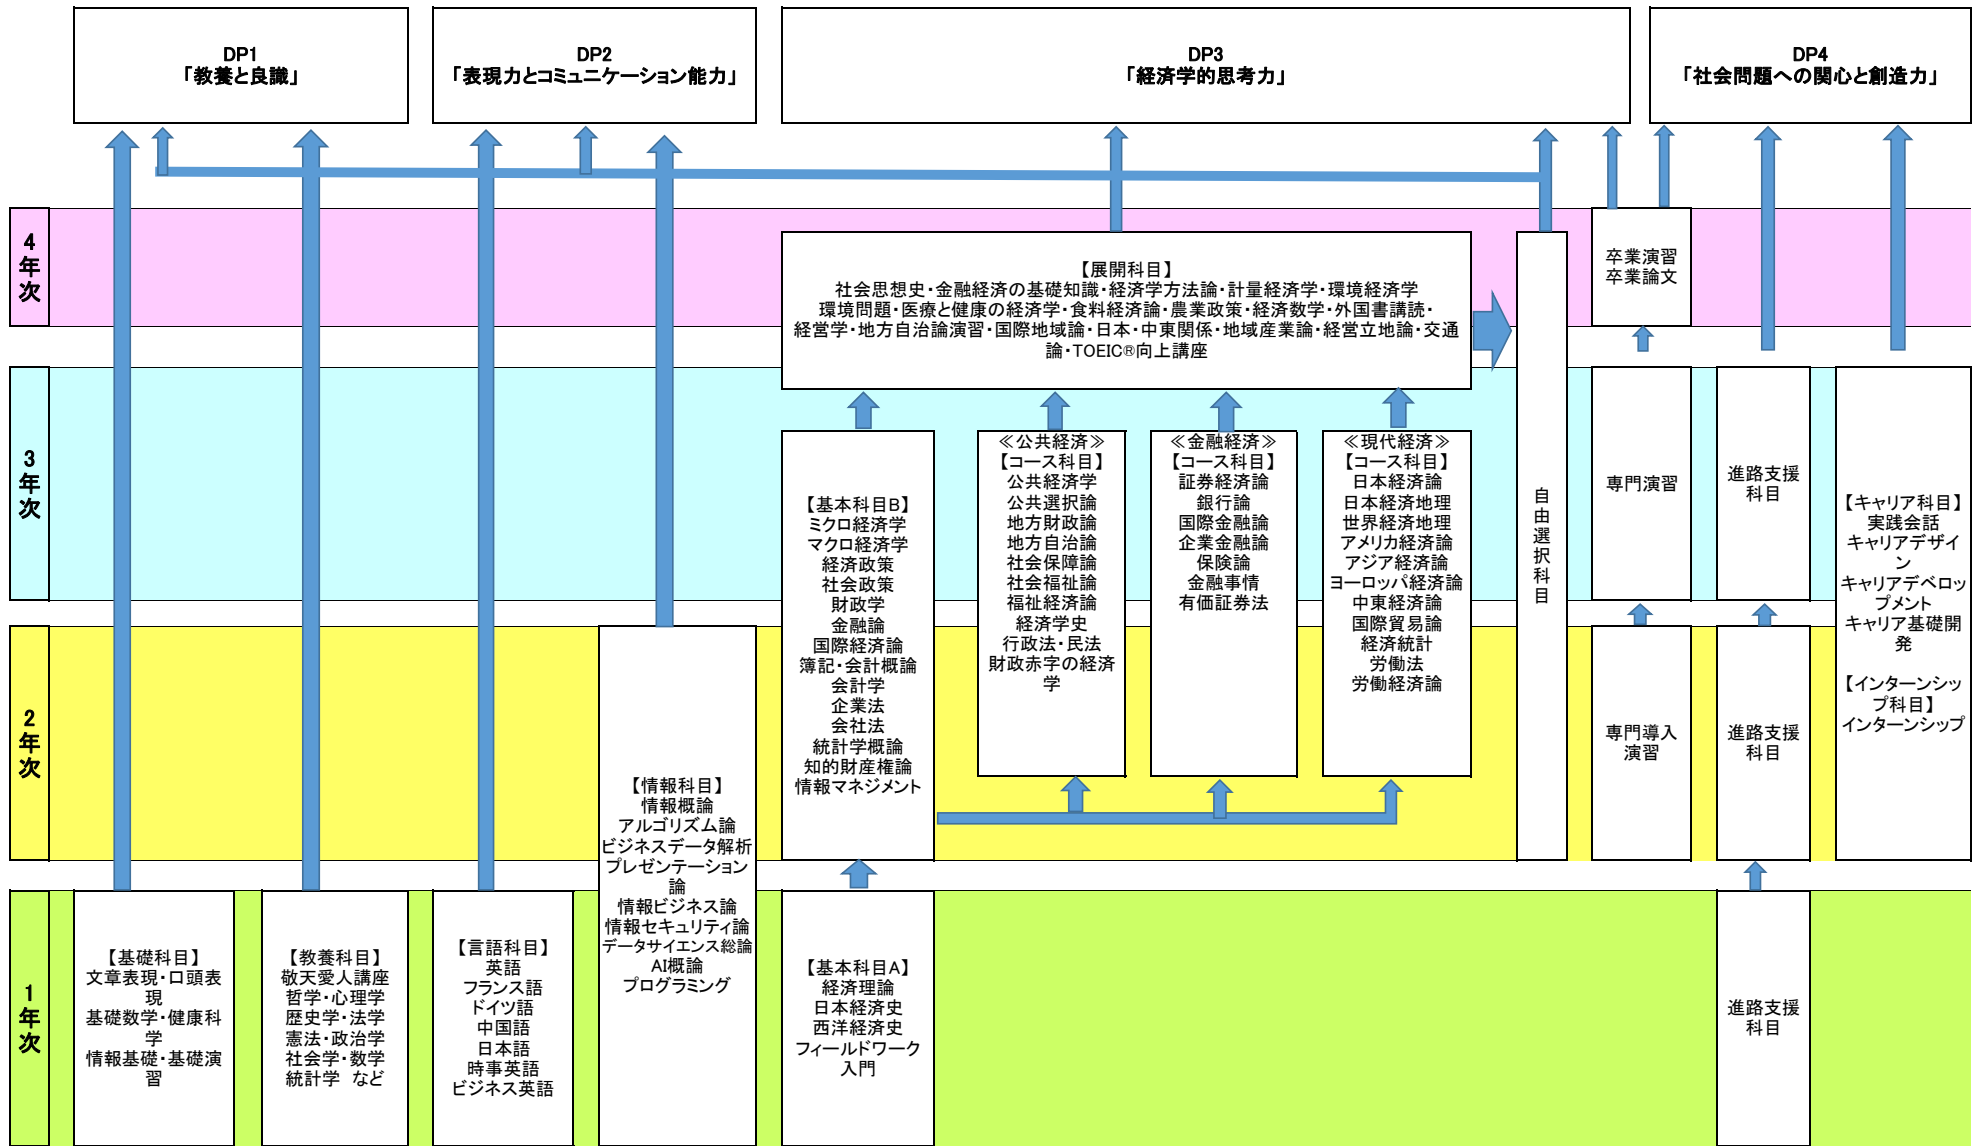 DP1
「教養と良識」
DP2
「表現力とコミュニケーション能力」
DP3
「経済学的思考力」
DP4
「社会問題への関心と創造力」
4年次
【展開科目】
社会思想史・金融経済の基礎知識・経済学方法論・計量経済学・環境経済学
環境問題・医療と健康の経済学・食料経済論・農業政策・経済数学・外国書講読・
経営学・地方自治論演習・国際地域論・日本・中東関係・地域産業論・経営立地論・交通
論・TOEIC®向上講座
卒業演習
卒業論文
3年次
【基本科目B】
ミクロ経済学
マクロ経済学
経済政策
社会政策
財政学
金融論
国際経済論
簿記・会計概論
会計学
企業法
会社法
統計学概論
知的財産権論
情報マネジメント
≪公共経済≫
【コース科目】
公共経済学
公共選択論
地方財政論
地方自治論
社会保障論
社会福祉論
福祉経済論
経済学史
行政法・民法
財政赤字の経済
学
≪金融経済≫
【コース科目】
証券経済論
銀行論
国際金融論
企業金融論
保険論
金融事情
有価証券法
≪現代経済≫
【コース科目】
日本経済論
日本経済地理
世界経済地理
アメリカ経済論
アジア経済論
ヨーロッパ経済論
中東経済論
国際貿易論
経済統計
労働法
労働経済論
自由選択科目
専門演習
進路支援
科目
【キャリア科目】
実践会話
キャリアデザイ
ン
キャリアデベロッ
プメント
キャリア基礎開
発
【インターンシッ
プ科目】
インターンシップ
2年次
【情報科目】
情報概論
アルゴリズム論
ビジネスデータ解析
プレゼンテーション
論
情報ビジネス論
情報セキュリティ論
データサイエンス総論
AI概論
プログラミング
専門導入
演習
進路支援
科目
1年次
【基礎科目】
文章表現・口頭表
現
基礎数学・健康科
学
情報基礎・基礎演
習
【教養科目】
敬天愛人講座
哲学・心理学
歴史学・法学
憲法・政治学
社会学・数学
統計学 など
【言語科目】
英語
フランス語
ドイツ語
中国語
日本語
時事英語
ビジネス英語
【基本科目A】
経済理論
日本経済史
西洋経済史
フィールドワーク
入門
進路支援
科目